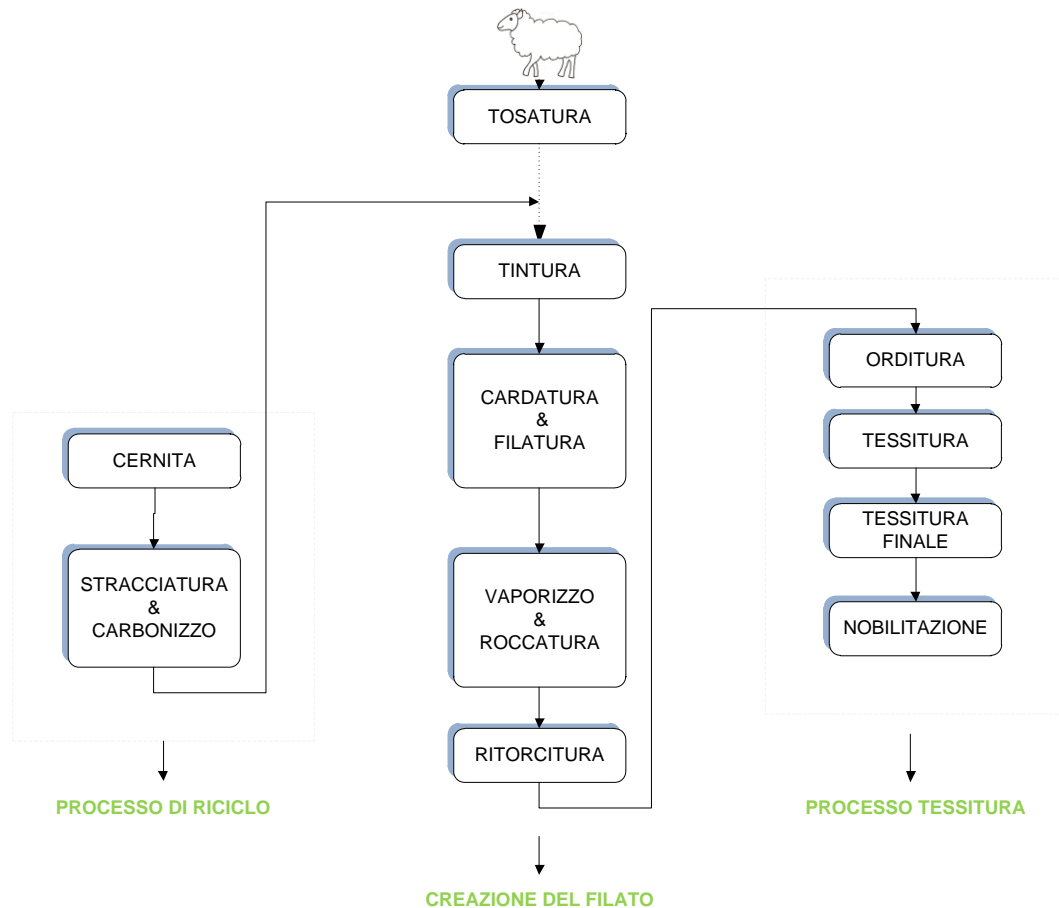 TOSATURA
TINTURA
CARDATURA
&
FILATURA
VAPORIZZO
&
ROCCATURA
RITORCITURA
CREAZIONE DEL FILATO
CERNITA
STRACCIATURA
&
CARBONIZZO
PROCESSO DI RICICLO
ORDITURA
TESSITURA
TESSITURA
FINALE
NOBILITAZIONE
PROCESSO TESSITURA